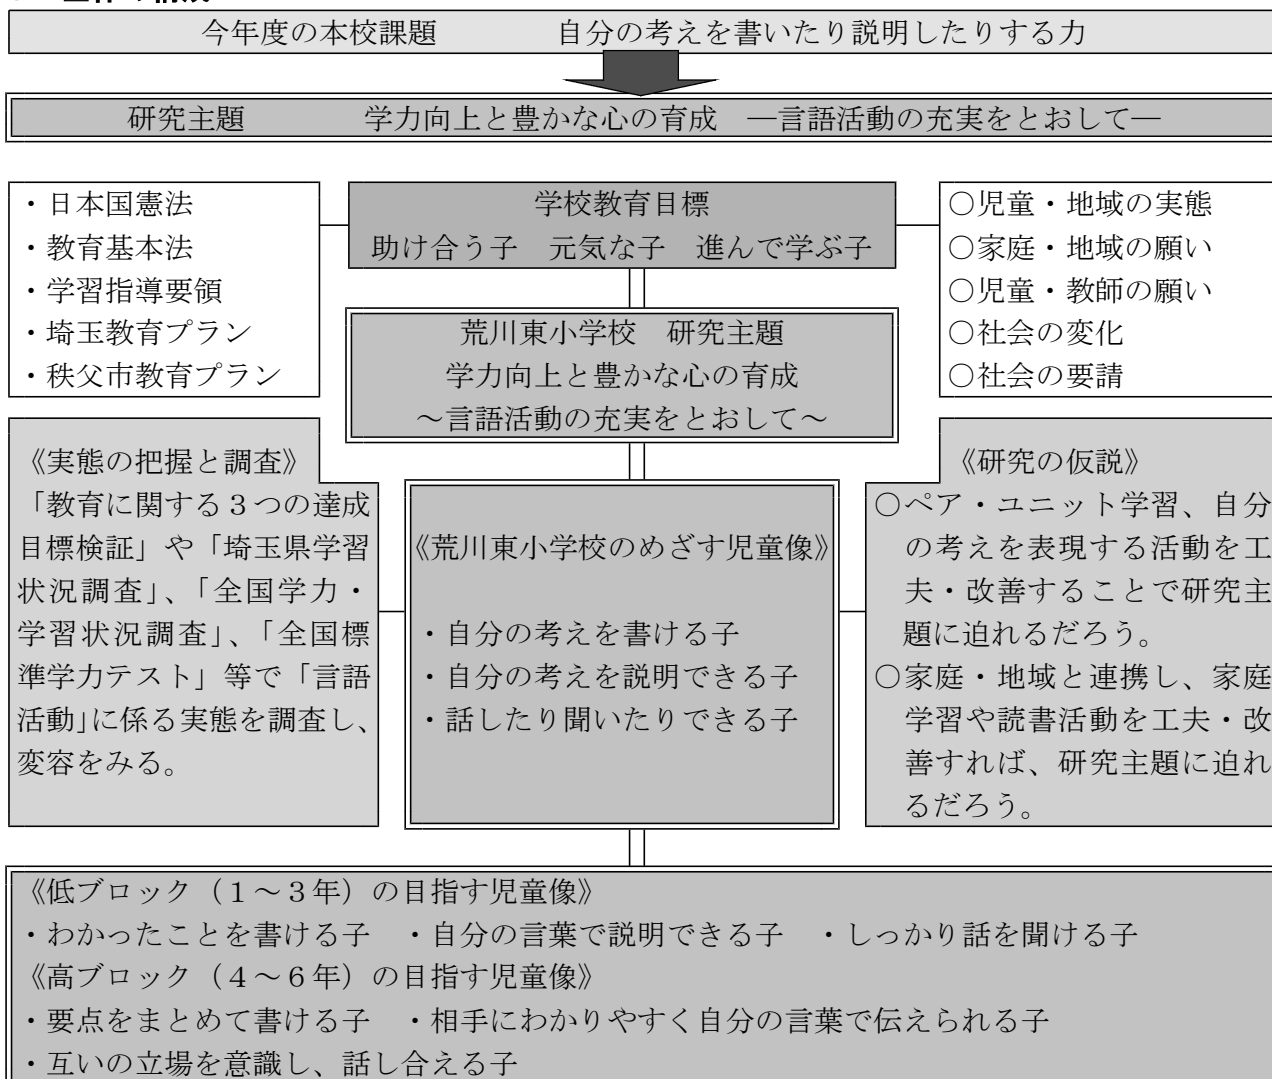 今年度の本校課題　　　自分の考えを書いたり説明したりする力
研究主題　　　学力向上と豊かな心の育成　―言語活動の充実をとおして―
・日本国憲法
・教育基本法
・学習指導要領
・埼玉教育プラン
・秩父市教育プラン
学校教育目標
助け合う子　元気な子　進んで学ぶ子
○児童・地域の実態
○家庭・地域の願い
○児童・教師の願い
○社会の変化
○社会の要請
荒川東小学校　研究主題
学力向上と豊かな心の育成
～言語活動の充実をとおして～
《実態の把握と調査》
「教育に関する３つの達成
目標検証」や「埼玉県学習
状況調査」、「全国学力・
学習状況調査」、「全国標
準学力テスト」等で「言語
活動」に係る実態を調査し、
変容をみる。
《荒川東小学校のめざす児童像》
・自分の考えを書ける子
・自分の考えを説明できる子
・話したり聞いたりできる子
《研究の仮説》
○ペア・ユニット学習、自分
の考えを表現する活動を工
夫・改善することで研究主
題に迫れるだろう。
○家庭・地域と連携し、家庭
学習や読書活動を工夫・改
善すれば、研究主題に迫れ
るだろう。
《低ブロック（１～３年）の目指す児童像》
・わかったことを書ける子　・自分の言葉で説明できる子　・しっかり話を聞ける子
《高ブロック（４～６年）の目指す児童像》
・要点をまとめて書ける子　・相手にわかりやすく自分の言葉で伝えられる子
・互いの立場を意識し、話し合える子